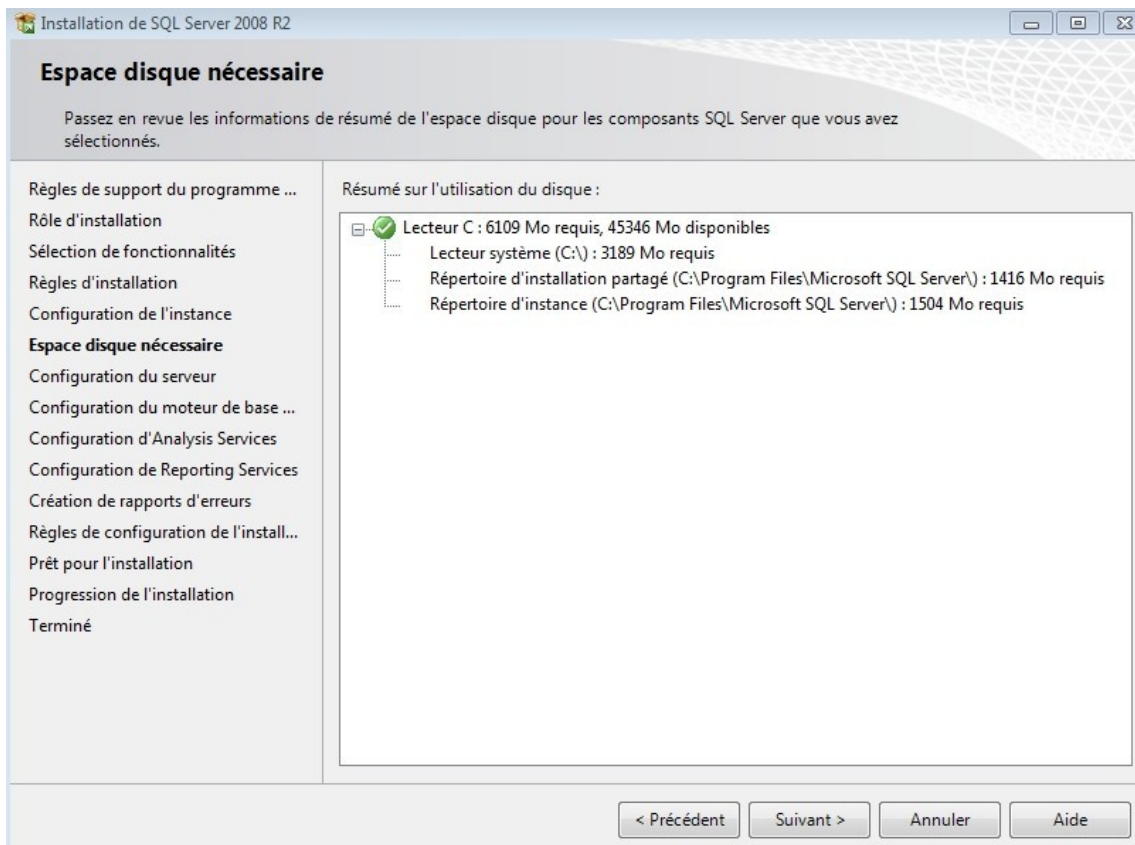 Installation de SQL Server 2008 R2
Espace disque nécessaire
Passez en revue les informations de résumé de l'espace disque pour les composants SQL Server que vous avez
sélectionnés.
Règles de support du programme ...
Rôle d'installation
Sélection de fonctionnalités
Règles d'installation
Configuration de l'instance
Espace disque nécessaire
Configuration du serveur
Configuration du moteur de base ...
Configuration d'Analysis Services
Configuration de Reporting Services
Création de rapports d'erreurs
Règles de configuration de l'install...
Prêt pour l'installation
Progression de l'installation
Terminé
Résumé sur l'utilisation du disque :
Lecteur C : 6109 Mo requis, 45346 Mo disponibles
Lecteur système (C:\) : 3189 Mo requis
Répertoire d'installation partagé (C:\Program Files\Microsoft SQL Server\) : 1416 Mo requis
Répertoire d'instance (C:\Program Files\Microsoft SQL Server\) : 1504 Mo requis
< Précédent
Suivant >
Annuler
Aide